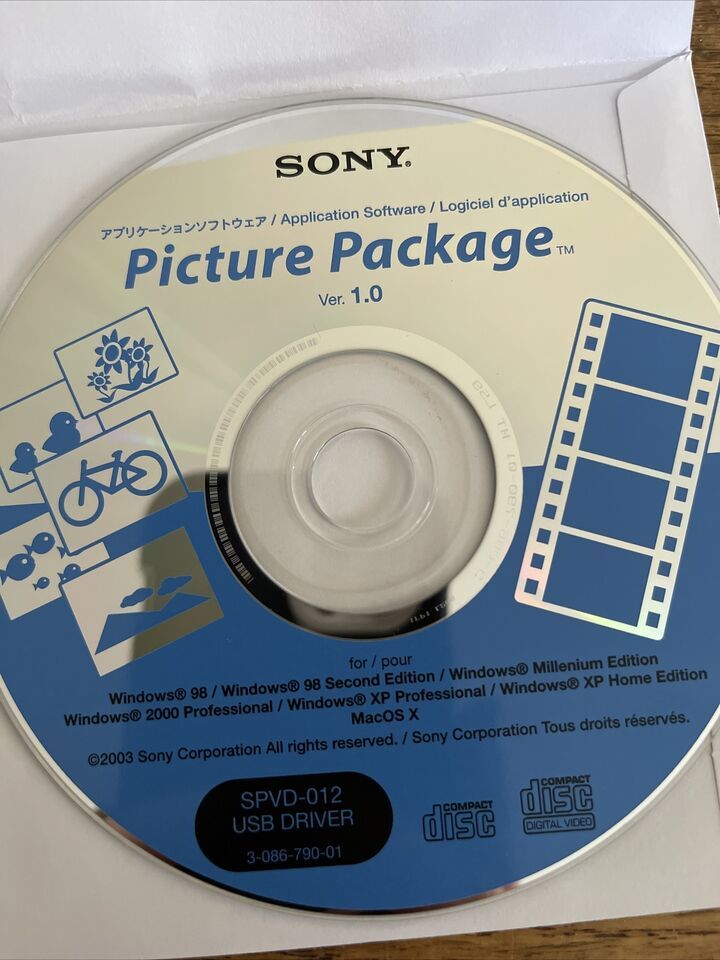 SONY®
アプリケーションソフトウェア / Application Software / Logiciel d'application
Picture Package™
Ver. 1.0
for / pour
Windows® 98 / Windows® 98 Second Edition / Windows® Millenium Edition
Windows® 2000 Professional / Windows® XP Professional / Windows® XP Home Edition
MacOS X
©2003 Sony Corporation All rights reserved. / Sony Corporation Tous droits réservés.
SPVD-012
USB DRIVER
3-086-790-01
COMPACT
disc
COMPACT
disc
DIGITAL VIDEO